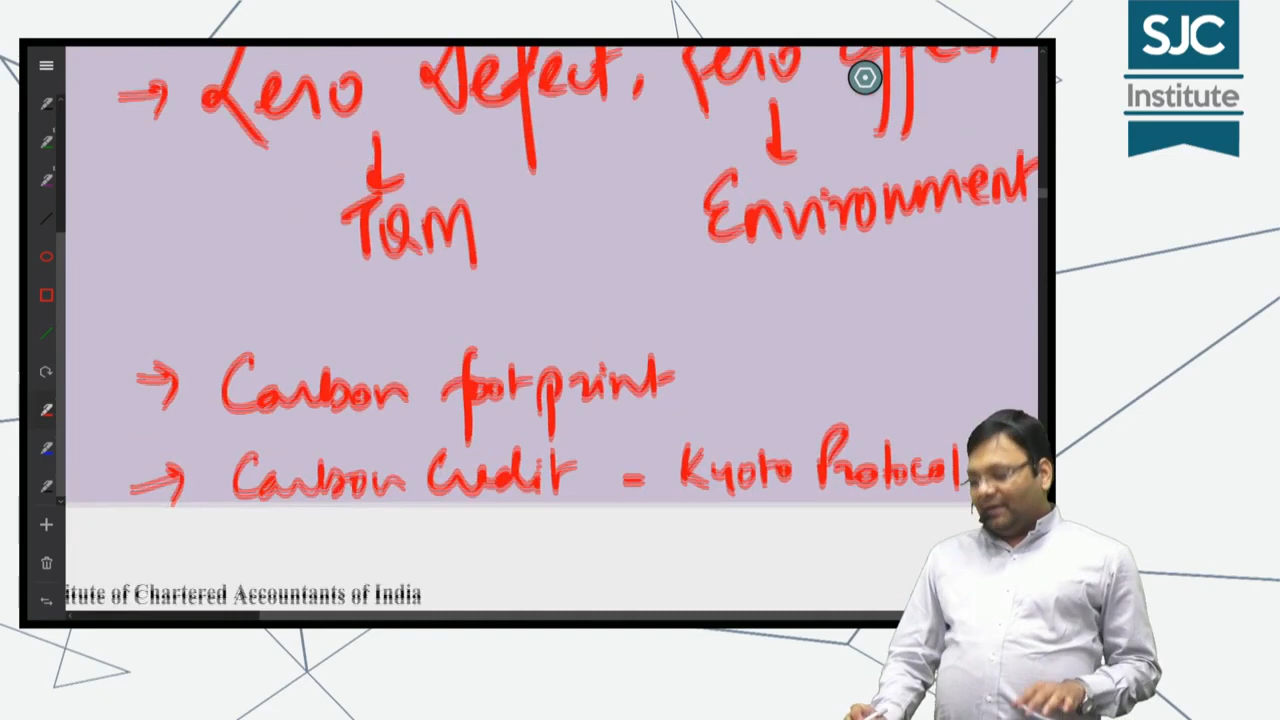 SJC
Institute
→ Zero Defect, Zero Effect
TQM
Environment
→ Carbon footprint
→ Carbon Credit = Kyoto Protocol
itute of Chartered Accountants of India